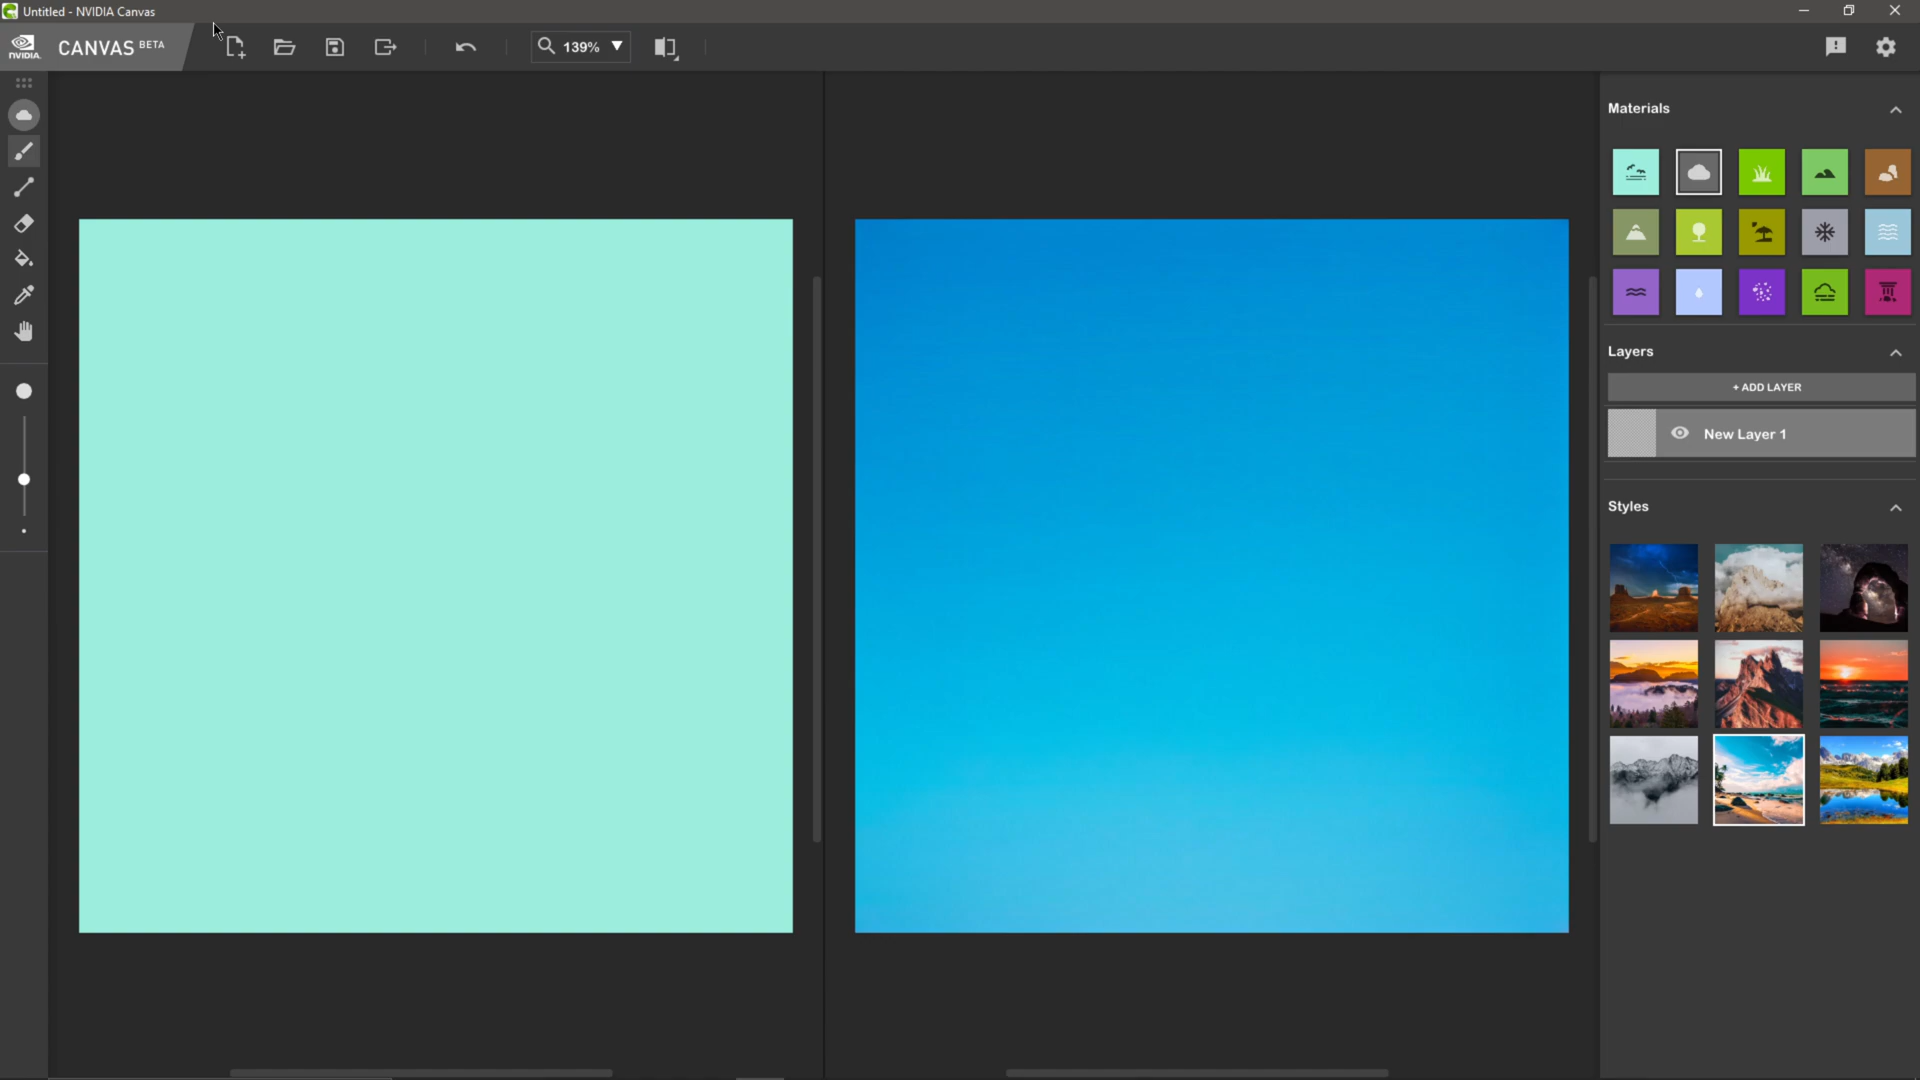 Untitled - NVIDIA Canvas
NVIDIA.
CANVAS BETA
139%
Materials
Layers
+ ADD LAYER
New Layer 1
Styles